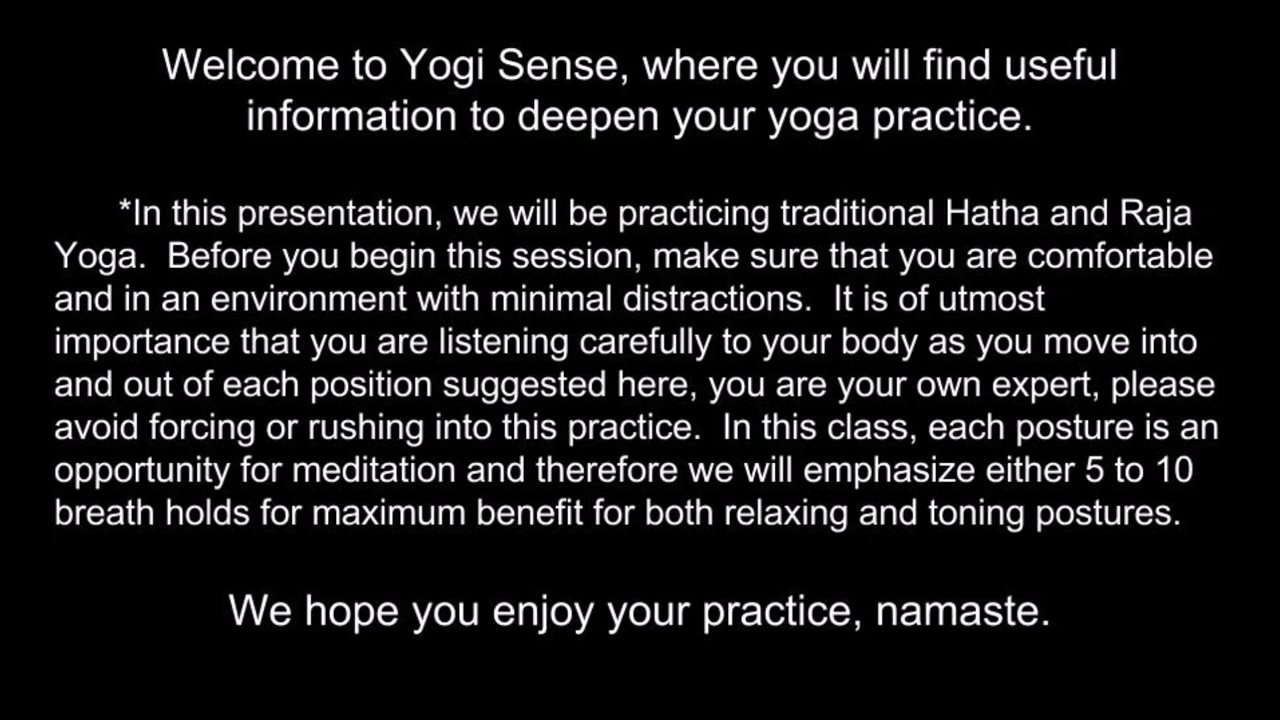 Welcome to Yogi Sense, where you will find useful
information to deepen your yoga practice.
*In this presentation, we will be practicing traditional Hatha and Raja
Yoga.  Before you begin this session, make sure that you are comfortable
and in an environment with minimal distractions.  It is of utmost
importance that you are listening carefully to your body as you move into
and out of each position suggested here, you are your own expert, please
avoid forcing or rushing into this practice.  In this class, each posture is an
opportunity for meditation and therefore we will emphasize either 5 to 10
breath holds for maximum benefit for both relaxing and toning postures.
We hope you enjoy your practice, namaste.